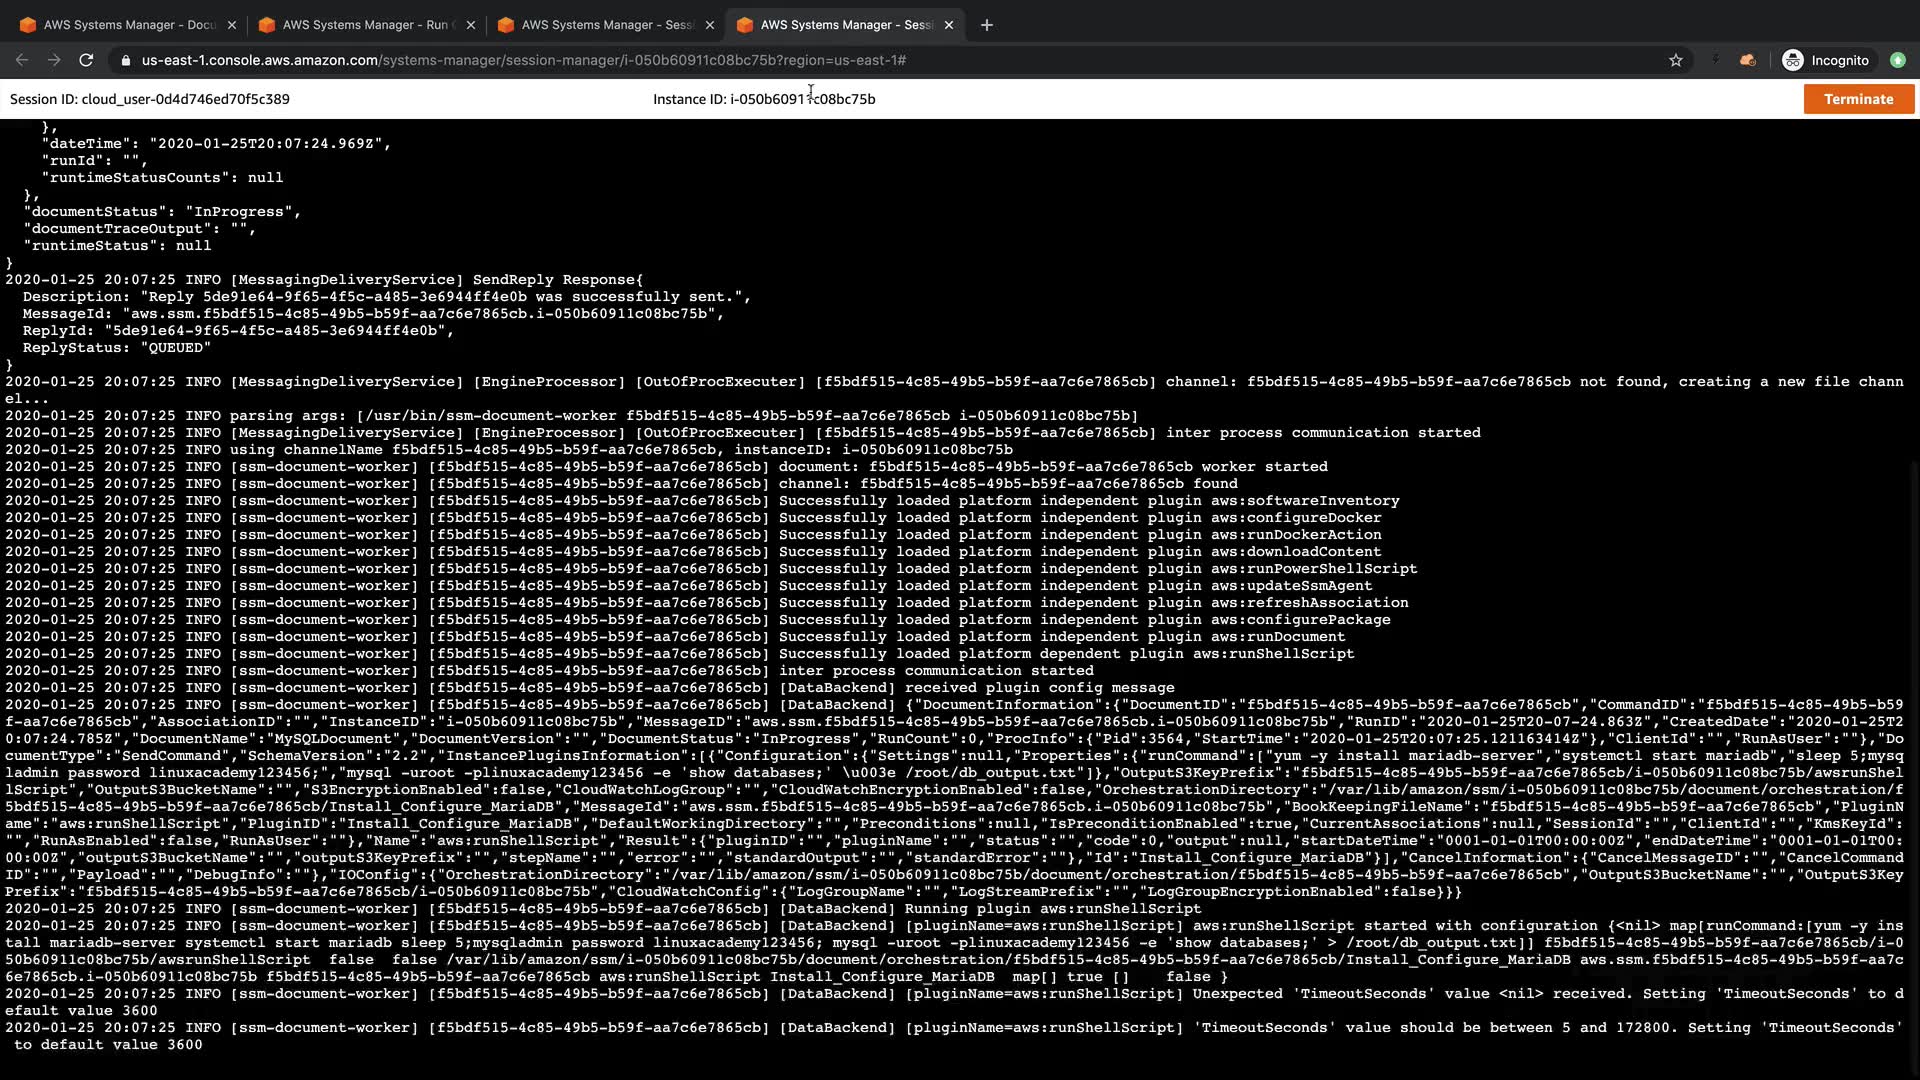 AWS Systems Manager - Docu
AWS Systems Manager - Run C
AWS Systems Manager - Sess
AWS Systems Manager - Sessi
us-east-1.console.aws.amazon.com/systems-manager/session-manager/i-050b60911c08bc75b?region=us-east-1#
Incognito
Session ID: cloud_user-0d4d746ed70f5c389
Instance ID: i-050b60911c08bc75b
Terminate
    },
    "dateTime": "2020-01-25T20:07:24.969Z",
    "runId": "",
    "runtimeStatusCounts": null
  },
  "documentStatus": "InProgress",
  "documentTraceOutput": "",
  "runtimeStatus": null
}
2020-01-25 20:07:25 INFO [MessagingDeliveryService] SendReply Response{
  Description: "Reply 5de91e64-9f65-4f5c-a485-3e6944ff4e0b was successfully sent.",
  MessageId: "aws.ssm.f5bdf515-4c85-49b5-b59f-aa7c6e7865cb.i-050b60911c08bc75b",
  ReplyId: "5de91e64-9f65-4f5c-a485-3e6944ff4e0b",
  ReplyStatus: "QUEUED"
}
2020-01-25 20:07:25 INFO [MessagingDeliveryService] [EngineProcessor] [OutOfProcExecuter] [f5bdf515-4c85-49b5-b59f-aa7c6e7865cb] channel: f5bdf515-4c85-49b5-b59f-aa7c6e7865cb not found, creating a new file chann
el...
2020-01-25 20:07:25 INFO parsing args: [/usr/bin/ssm-document-worker f5bdf515-4c85-49b5-b59f-aa7c6e7865cb i-050b60911c08bc75b]
2020-01-25 20:07:25 INFO [MessagingDeliveryService] [EngineProcessor] [OutOfProcExecuter] [f5bdf515-4c85-49b5-b59f-aa7c6e7865cb] inter process communication started
2020-01-25 20:07:25 INFO using channelName f5bdf515-4c85-49b5-b59f-aa7c6e7865cb, instanceID: i-050b60911c08bc75b
2020-01-25 20:07:25 INFO [ssm-document-worker] [f5bdf515-4c85-49b5-b59f-aa7c6e7865cb] document: f5bdf515-4c85-49b5-b59f-aa7c6e7865cb worker started
2020-01-25 20:07:25 INFO [ssm-document-worker] [f5bdf515-4c85-49b5-b59f-aa7c6e7865cb] channel: f5bdf515-4c85-49b5-b59f-aa7c6e7865cb found
2020-01-25 20:07:25 INFO [ssm-document-worker] [f5bdf515-4c85-49b5-b59f-aa7c6e7865cb] Successfully loaded platform independent plugin aws:softwareInventory
2020-01-25 20:07:25 INFO [ssm-document-worker] [f5bdf515-4c85-49b5-b59f-aa7c6e7865cb] Successfully loaded platform independent plugin aws:configureDocker
2020-01-25 20:07:25 INFO [ssm-document-worker] [f5bdf515-4c85-49b5-b59f-aa7c6e7865cb] Successfully loaded platform independent plugin aws:runDockerAction
2020-01-25 20:07:25 INFO [ssm-document-worker] [f5bdf515-4c85-49b5-b59f-aa7c6e7865cb] Successfully loaded platform independent plugin aws:downloadContent
2020-01-25 20:07:25 INFO [ssm-document-worker] [f5bdf515-4c85-49b5-b59f-aa7c6e7865cb] Successfully loaded platform independent plugin aws:runPowerShellScript
2020-01-25 20:07:25 INFO [ssm-document-worker] [f5bdf515-4c85-49b5-b59f-aa7c6e7865cb] Successfully loaded platform independent plugin aws:updateSsmAgent
2020-01-25 20:07:25 INFO [ssm-document-worker] [f5bdf515-4c85-49b5-b59f-aa7c6e7865cb] Successfully loaded platform independent plugin aws:refreshAssociation
2020-01-25 20:07:25 INFO [ssm-document-worker] [f5bdf515-4c85-49b5-b59f-aa7c6e7865cb] Successfully loaded platform independent plugin aws:configurePackage
2020-01-25 20:07:25 INFO [ssm-document-worker] [f5bdf515-4c85-49b5-b59f-aa7c6e7865cb] Successfully loaded platform independent plugin aws:runDocument
2020-01-25 20:07:25 INFO [ssm-document-worker] [f5bdf515-4c85-49b5-b59f-aa7c6e7865cb] Successfully loaded platform dependent plugin aws:runShellScript
2020-01-25 20:07:25 INFO [ssm-document-worker] [f5bdf515-4c85-49b5-b59f-aa7c6e7865cb] inter process communication started
2020-01-25 20:07:25 INFO [ssm-document-worker] [f5bdf515-4c85-49b5-b59f-aa7c6e7865cb] [DataBackend] received plugin config message
2020-01-25 20:07:25 INFO [ssm-document-worker] [f5bdf515-4c85-49b5-b59f-aa7c6e7865cb] [DataBackend] {"DocumentInformation":{"DocumentID":"f5bdf515-4c85-49b5-b59f-aa7c6e7865cb","CommandID":"f5bdf515-4c85-49b5-b59
f-aa7c6e7865cb","AssociationID":"","InstanceID":"i-050b60911c08bc75b","MessageID":"aws.ssm.f5bdf515-4c85-49b5-b59f-aa7c6e7865cb.i-050b60911c08bc75b","RunID":"2020-01-25T20-07-24.863Z","CreatedDate":"2020-01-25T2
0:07:24.785Z","DocumentName":"MySQLDocument","DocumentVersion":"","DocumentStatus":"InProgress","RunCount":0,"ProcInfo":{"Pid":3564,"StartTime":"2020-01-25T20:07:25.121163414Z"},"ClientId":"","RunAsUser":""},"D
ocumentType":"SendCommand","SchemaVersion":"2.2","InstancePluginsInformation":[{"Configuration":{"Settings":null,"Properties":{"runCommand":["yum -y install mariadb-server","systemctl start mariadb","sleep 5;mysq
ladmin password linuxacademy123456;","mysql -uroot -plinuxacademy123456 -e 'show databases;' \u003e /root/db_output.txt"]},"OutputS3KeyPrefix":"f5bdf515-4c85-49b5-b59f-aa7c6e7865cb/i-050b60911c08bc75b/awsrunShel
lScript","OutputS3BucketName":"","S3EncryptionEnabled":false,"CloudWatchLogGroup":"","CloudWatchEncryptionEnabled":false,"OrchestrationDirectory":"/var/lib/amazon/ssm/i-050b60911c08bc75b/document/orchestration/f
5bdf515-4c85-49b5-b59f-aa7c6e7865cb/Install_Configure_MariaDB","MessageId":"aws.ssm.f5bdf515-4c85-49b5-b59f-aa7c6e7865cb.i-050b60911c08bc75b","BookKeepingFileName":"f5bdf515-4c85-49b5-b59f-aa7c6e7865cb","PluginN
ame":"aws:runShellScript","PluginID":"Install_Configure_MariaDB","DefaultWorkingDirectory":"","Preconditions":null,"IsPreconditionEnabled":true,"CurrentAssociations":null,"SessionId":"","ClientId":"","KmsKeyId":
"","RunAsEnabled":false,"RunAsUser":""},"Name":"aws:runShellScript","Result":{"pluginID":"","pluginName":"","status":"","code":0,"output":null,"startDateTime":"0001-01-01T00:00:00Z","endDateTime":"0001-01-01T00:
00:00Z","outputS3BucketName":"","outputS3KeyPrefix":"","stepName":"","error":"","standardOutput":"","standardError":""},"Id":"Install_Configure_MariaDB"}],"CancelInformation":{"CancelMessageID":"","CancelCommand
ID":"","Payload":"","DebugInfo":""},"IOConfig":{"OrchestrationDirectory":"/var/lib/amazon/ssm/i-050b60911c08bc75b/document/orchestration/f5bdf515-4c85-49b5-b59f-aa7c6e7865cb","OutputS3BucketName":"","OutputS3Key
Prefix":"f5bdf515-4c85-49b5-b59f-aa7c6e7865cb/i-050b60911c08bc75b","CloudWatchConfig":{"LogGroupName":"","LogStreamPrefix":"","LogGroupEncryptionEnabled":false}}}
2020-01-25 20:07:25 INFO [ssm-document-worker] [f5bdf515-4c85-49b5-b59f-aa7c6e7865cb] [DataBackend] Running plugin aws:runShellScript
2020-01-25 20:07:25 INFO [ssm-document-worker] [f5bdf515-4c85-49b5-b59f-aa7c6e7865cb] [DataBackend] [pluginName=aws:runShellScript] aws:runShellScript started with configuration {<nil> map[runCommand:[yum -y ins
tall mariadb-server systemctl start mariadb sleep 5;mysqladmin password linuxacademy123456; mysql -uroot -plinuxacademy123456 -e 'show databases;' > /root/db_output.txt]] f5bdf515-4c85-49b5-b59f-aa7c6e7865cb/i-0
50b60911c08bc75b/awsrunShellScript  false  false /var/lib/amazon/ssm/i-050b60911c08bc75b/document/orchestration/f5bdf515-4c85-49b5-b59f-aa7c6e7865cb/Install_Configure_MariaDB aws.ssm.f5bdf515-4c85-49b5-b59f-aa7c
6e7865cb.i-050b60911c08bc75b f5bdf515-4c85-49b5-b59f-aa7c6e7865cb aws:runShellScript Install_Configure_MariaDB  map[] true []    false }
2020-01-25 20:07:25 INFO [ssm-document-worker] [f5bdf515-4c85-49b5-b59f-aa7c6e7865cb] [DataBackend] [pluginName=aws:runShellScript] Unexpected 'TimeoutSeconds' value <nil> received. Setting 'TimeoutSeconds' to d
efault value 3600
2020-01-25 20:07:25 INFO [ssm-document-worker] [f5bdf515-4c85-49b5-b59f-aa7c6e7865cb] [DataBackend] [pluginName=aws:runShellScript] 'TimeoutSeconds' value should be between 5 and 172800. Setting 'TimeoutSeconds'
 to default value 3600